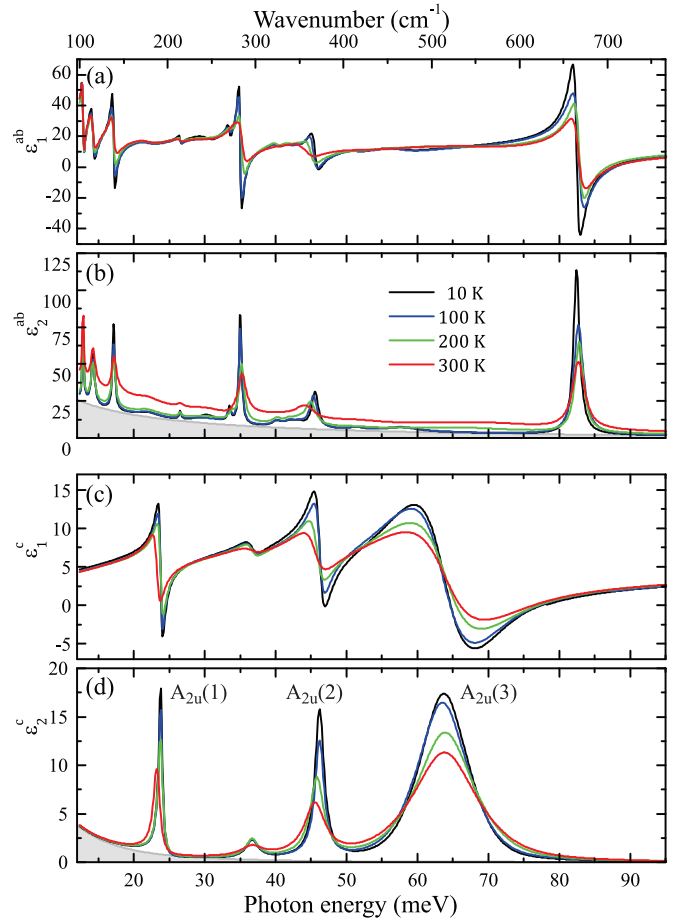 Wavenumber (cm⁻¹)
100 200 300 400 500 600 700
(a)
60
40
20
0
-20
-40
ε₁ᵃᵇ
(b)
125
100
75
50
25
0
ε₂ᵃᵇ
10 K
100 K
200 K
300 K
(c)
15
10
5
0
-5
ε₁ᶜ
(d)
20
15
10
5
0
ε₂ᶜ
A₂ᵤ(1) A₂ᵤ(2) A₂ᵤ(3)
20 30 40 50 60 70 80 90
Photon energy (meV)